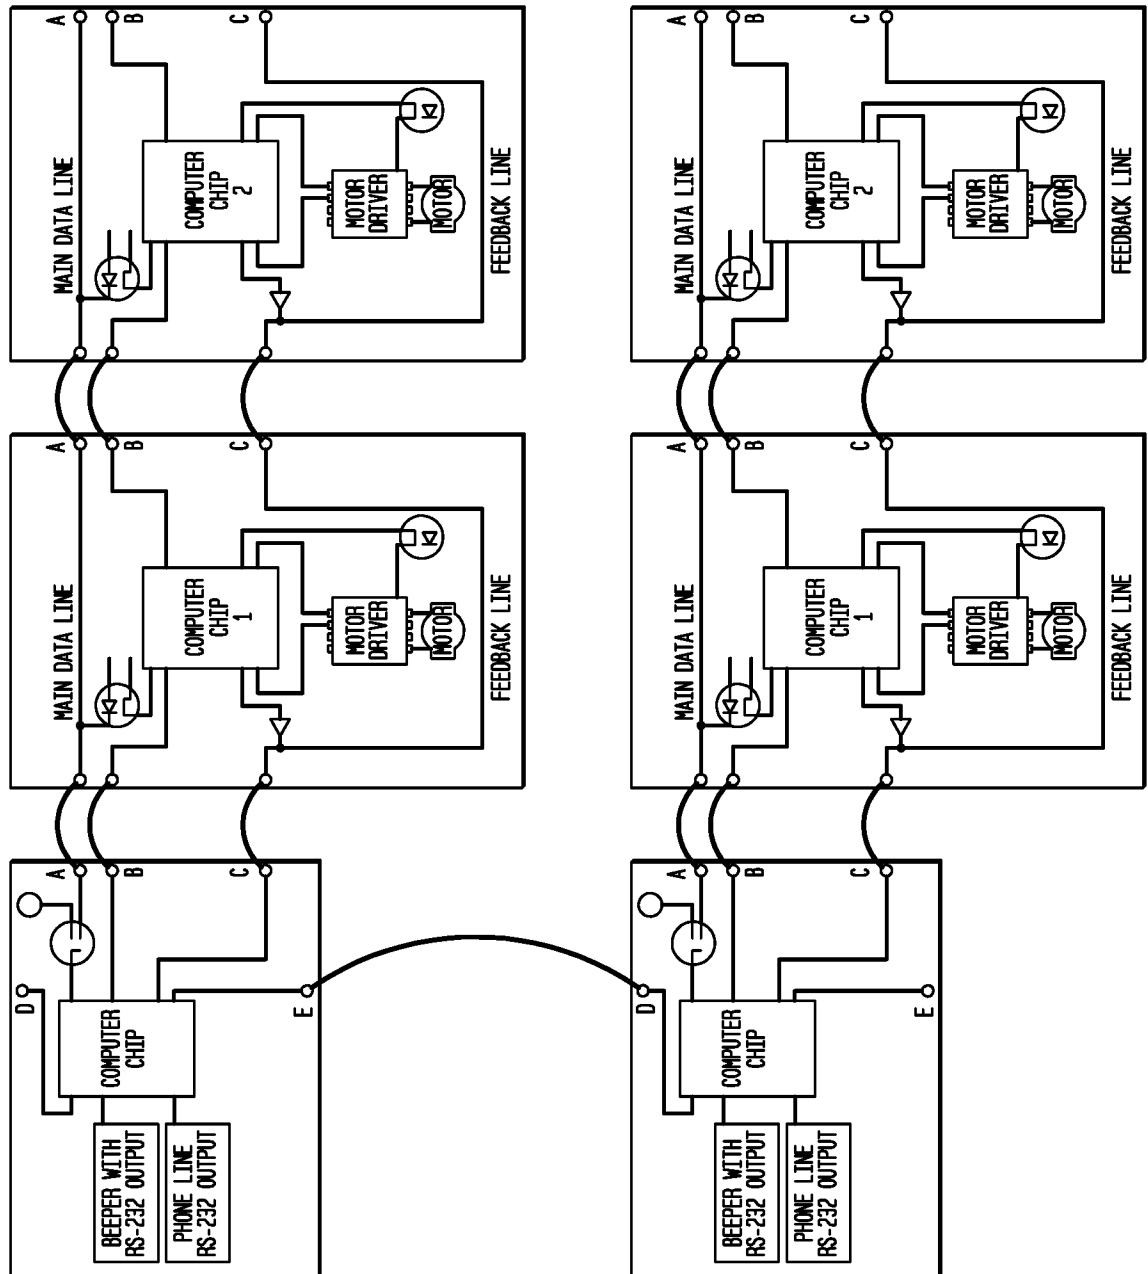 D
A
B
COMPUTER
CHIP
BEEPER WITH
RS-232 OUTPUT
PHONE LINE
RS-232 OUTPUT
C
E
MAIN DATA LINE
A
B
COMPUTER
CHIP
1
C
MOTOR
DRIVER
MOTOR
FEEDBACK LINE
MAIN DATA LINE
A
B
COMPUTER
CHIP
2
C
MOTOR
DRIVER
MOTOR
FEEDBACK LINE
D
A
B
COMPUTER
CHIP
BEEPER WITH
RS-232 OUTPUT
PHONE LINE
RS-232 OUTPUT
C
E
MAIN DATA LINE
A
B
COMPUTER
CHIP
1
C
MOTOR
DRIVER
MOTOR
FEEDBACK LINE
MAIN DATA LINE
A
B
COMPUTER
CHIP
2
C
MOTOR
DRIVER
MOTOR
FEEDBACK LINE